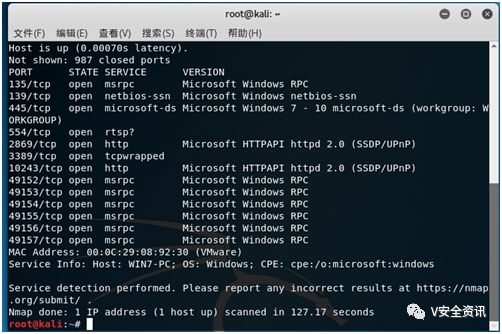 root@kali: ~
文件(F)  编辑(E)  查看(V)  搜索(S)  终端(T)  帮助(H)
Host is up (0.00070s latency).
Not shown: 987 closed ports
PORT      STATE SERVICE      VERSION
135/tcp   open  msrpc        Microsoft Windows RPC
139/tcp   open  netbios-ssn  Microsoft Windows netbios-ssn
445/tcp   open  microsoft-ds Microsoft Windows 7 - 10 microsoft-ds (workgroup: W
ORKGROUP)
554/tcp   open  rtsp?
2869/tcp  open  http         Microsoft HTTPAPI httpd 2.0 (SSDP/UPnP)
3389/tcp  open  tcpwrapped
10243/tcp open  http         Microsoft HTTPAPI httpd 2.0 (SSDP/UPnP)
49152/tcp open  msrpc        Microsoft Windows RPC
49153/tcp open  msrpc        Microsoft Windows RPC
49154/tcp open  msrpc        Microsoft Windows RPC
49155/tcp open  msrpc        Microsoft Windows RPC
49156/tcp open  msrpc        Microsoft Windows RPC
49157/tcp open  msrpc        Microsoft Windows RPC
MAC Address: 00:0C:29:08:92:30 (VMware)
Service Info: Host: WIN7-PC; OS: Windows; CPE: cpe:/o:microsoft:windows
Service detection performed. Please report any incorrect results at https://nmap
.org/submit/ .
Nmap done: 1 IP address (1 host up) scanned in 127.17 seconds
root@kali:~#
V安全资讯